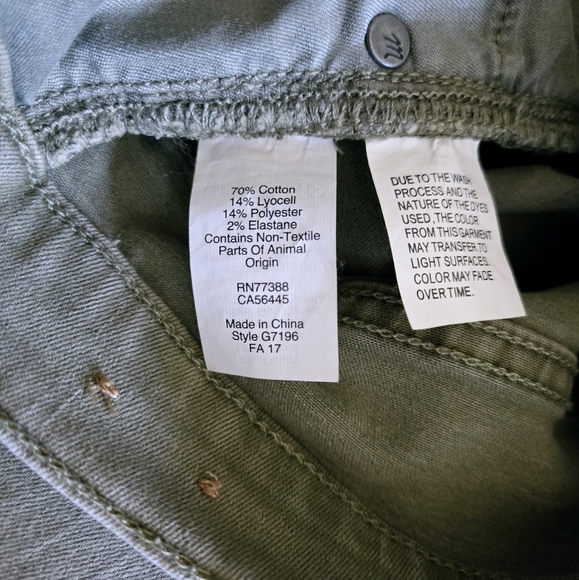 m
70% Cotton
14% Lyocell
14% Polyester
2% Elastane
Contains Non-Textile
Parts Of Animal
Origin
RN77388
CA56445
Made in China
Style G7196
FA 17
DUE TO THE WASH
PROCESS AND THE
NATURE OF THE DYES
USED ,THE COLOR
FROM THIS GARMENT
MAY TRANSFER TO
LIGHT SURFACES.
COLOR MAY FADE
OVER TIME.